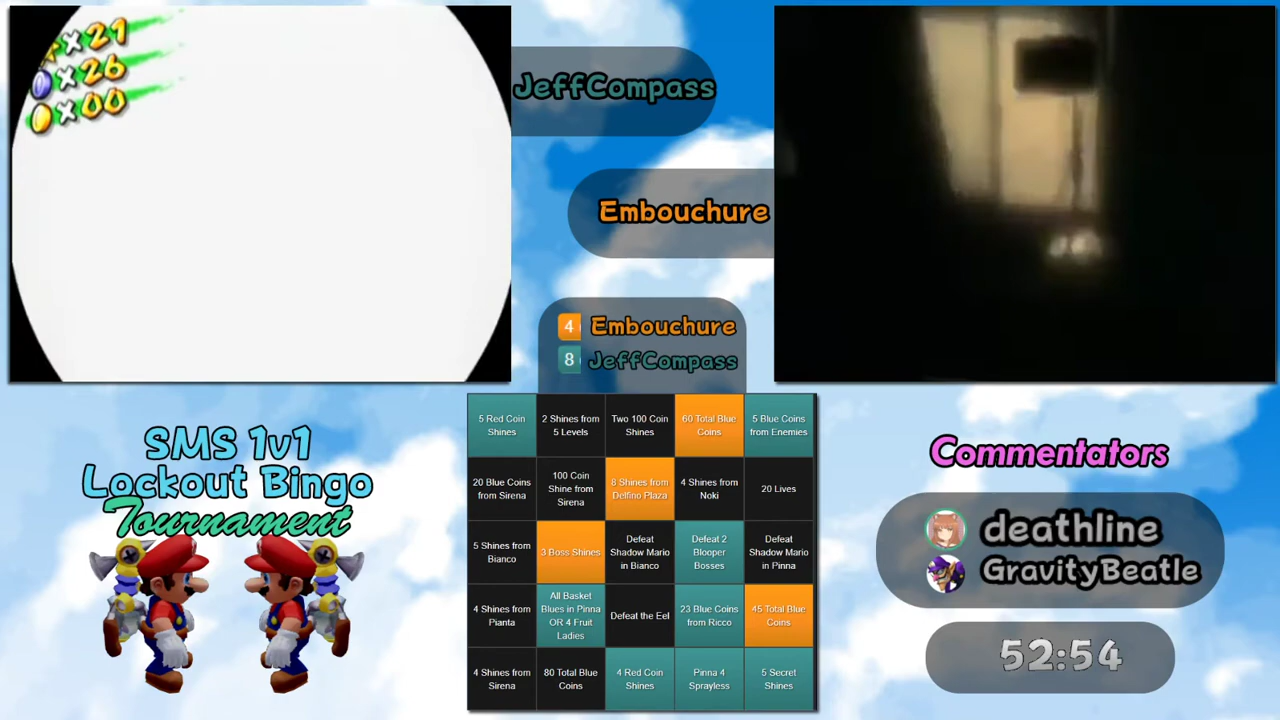 ×21
×26
×00
JeffCompass
Embouchure
4 Embouchure
8 JeffCompass
SMS 1v1
Lockout Bingo
Tournament
5 Red Coin
Shines
2 Shines from
5 Levels
Two 100 Coin
Shines
60 Total Blue
Coins
5 Blue Coins
from Enemies
20 Blue Coins
from Sirena
100 Coin
Shine from
Sirena
8 Shines from
Delfino Plaza
4 Shines from
Noki
20 Lives
5 Shines from
Bianco
3 Boss Shines
Defeat
Shadow Mario
in Bianco
Defeat 2
Blooper
Bosses
Defeat
Shadow Mario
in Pinna
4 Shines from
Pianta
All Basket
Blues in Pinna
OR 4 Fruit
Ladies
Defeat the Eel
23 Blue Coins
from Ricco
45 Total Blue
Coins
4 Shines from
Sirena
80 Total Blue
Coins
4 Red Coin
Shines
Pinna 4
Sprayless
5 Secret
Shines
Commentators
deathline
GravityBeatle
52:54